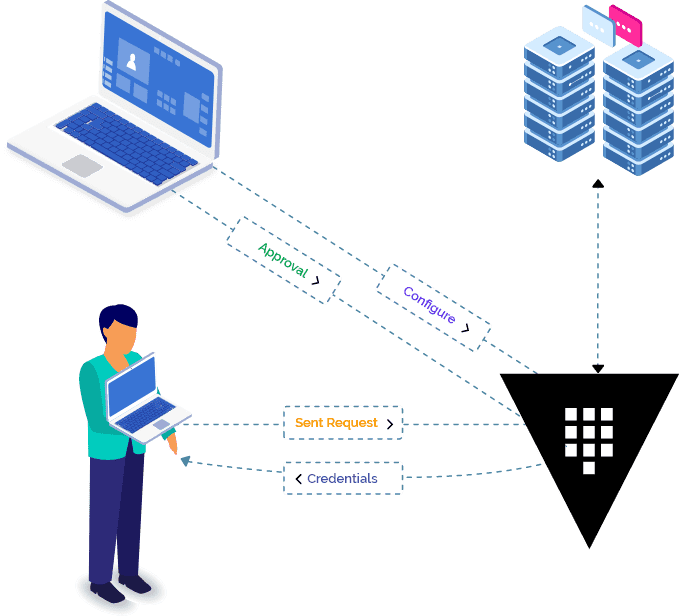 Approval
Configure
Sent Request
Credentials